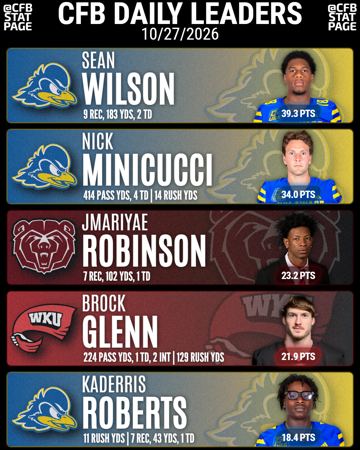 @CFB STAT PAGE
CFB DAILY LEADERS
@CFB STAT PAGE
10/27/2026
SEAN
WILSON
9 REC, 183 YDS, 2 TD
39.3 PTS
NICK
MINICUCCI
414 PASS YDS, 4 TD | 14 RUSH YDS
34.0 PTS
JMARIYAE
ROBINSON
7 REC, 102 YDS, 1 TD
23.2 PTS
WKU
BROCK
GLENN
224 PASS YDS, 1 TD, 2 INT | 129 RUSH YDS
21.9 PTS
WKU
KADERRIS
ROBERTS
11 RUSH YDS | 7 REC, 43 YDS, 1 TD
18.4 PTS